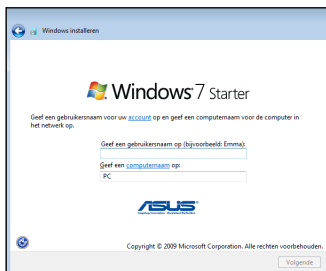 Windows installeren
Windows 7 Starter
Geef een gebruikersnaam voor uw account op en geef een computernaam voor de computer in
het netwerk op.
Geef een gebruikersnaam op (bijvoorbeeld: Emma):
Geef een computernaam op:
PC
ASUS
Copyright © 2009 Microsoft Corporation. Alle rechten voorbehouden.
Volgende